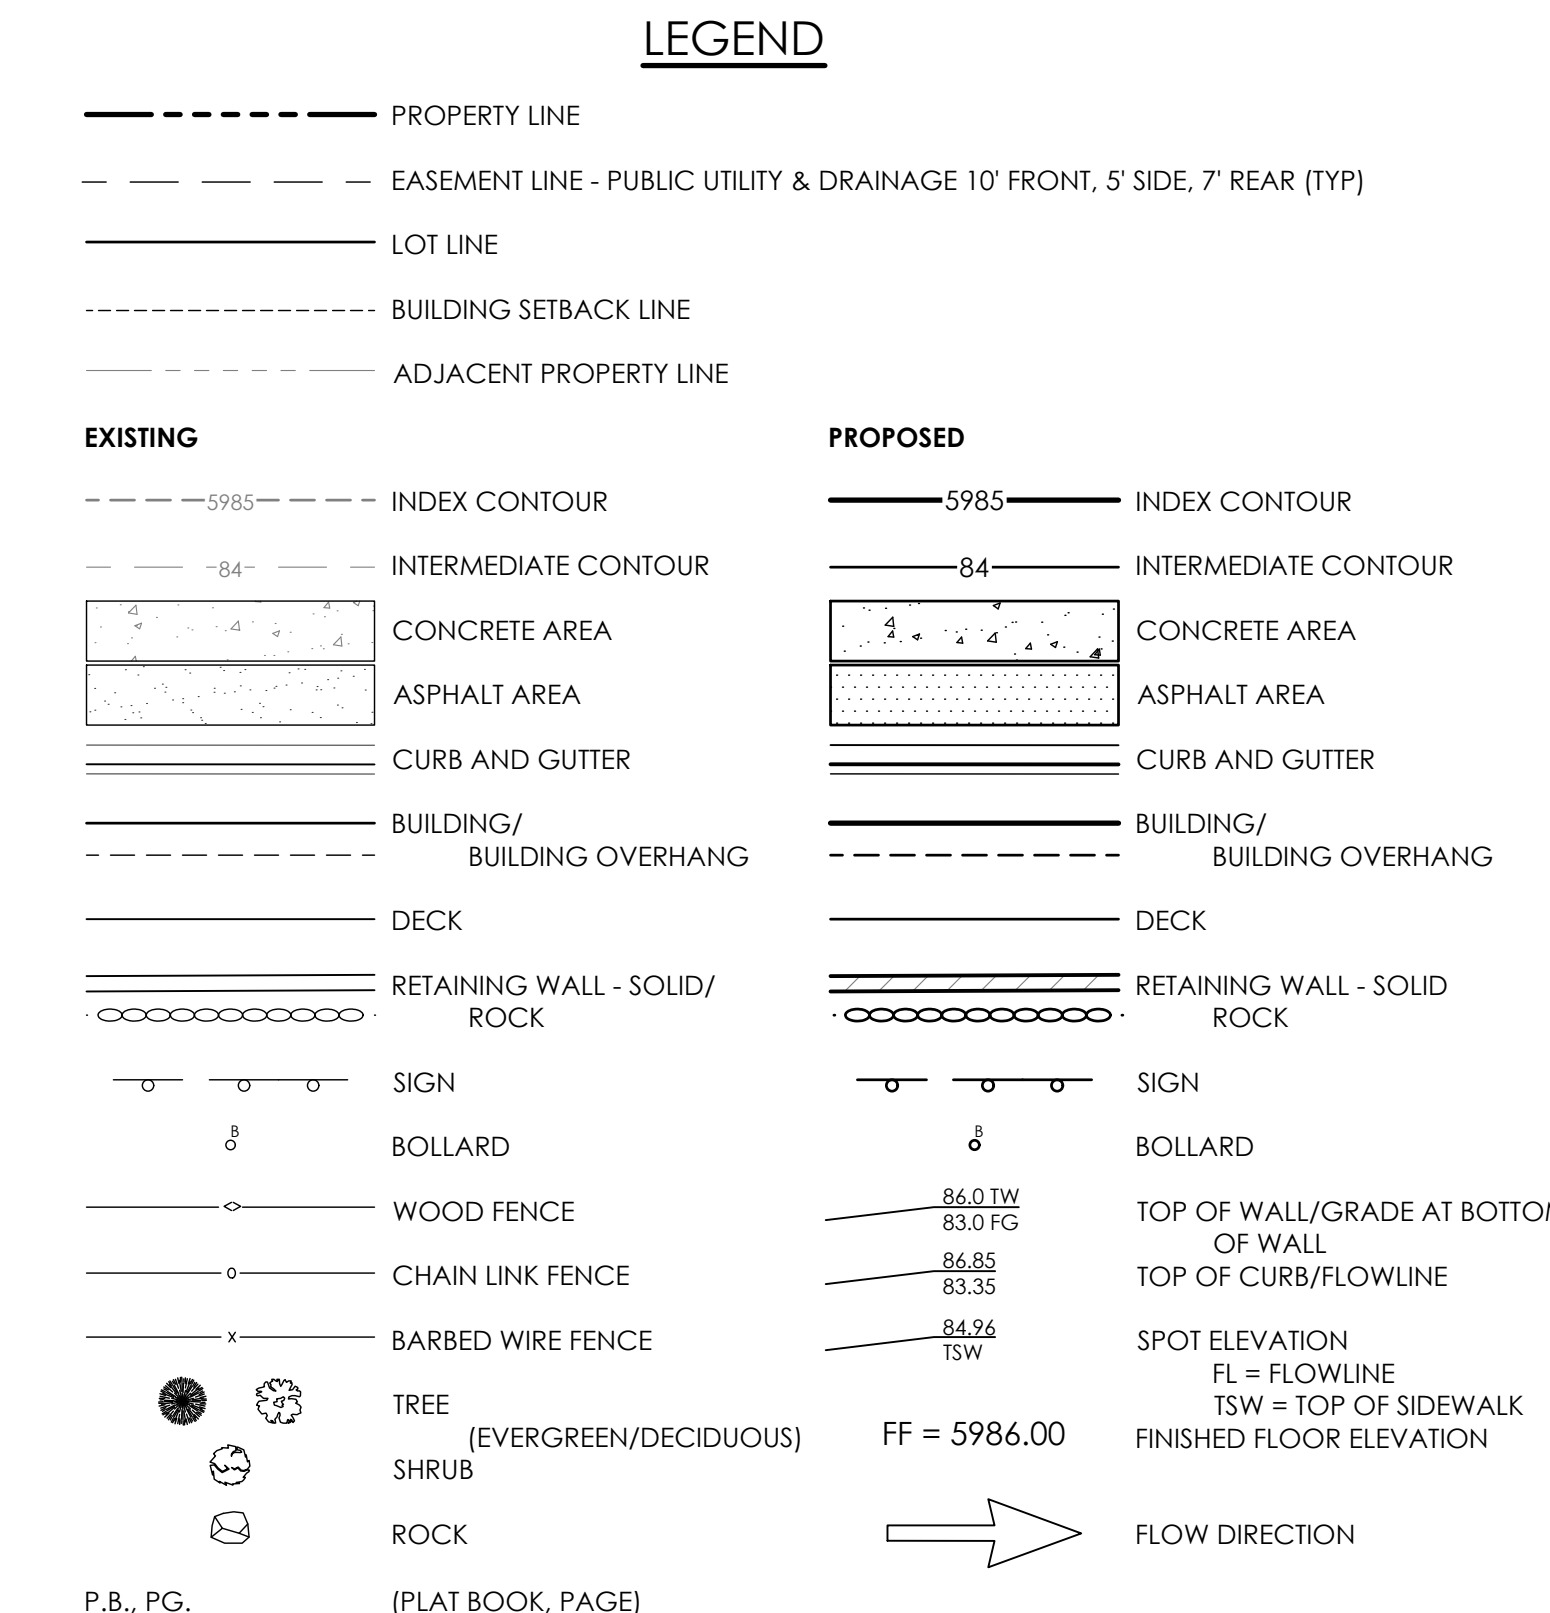 LEGEND
PROPERTY LINE
EASEMENT LINE - PUBLIC UTILITY & DRAINAGE 10' FRONT, 5' SIDE, 7' REAR (TYP)
LOT LINE
BUILDING SETBACK LINE
ADJACENT PROPERTY LINE
EXISTING
5985 INDEX CONTOUR
84 INTERMEDIATE CONTOUR
CONCRETE AREA
ASPHALT AREA
CURB AND GUTTER
BUILDING/
BUILDING OVERHANG
DECK
RETAINING WALL - SOLID/
ROCK
SIGN
B
BOLLARD
WOOD FENCE
CHAIN LINK FENCE
x BARBED WIRE FENCE
TREE
(EVERGREEN/DECIDUOUS)
SHRUB
ROCK
P.B., PG. (PLAT BOOK, PAGE)
PROPOSED
5985 INDEX CONTOUR
84 INTERMEDIATE CONTOUR
CONCRETE AREA
ASPHALT AREA
CURB AND GUTTER
BUILDING/
BUILDING OVERHANG
DECK
RETAINING WALL - SOLID
ROCK
SIGN
B
BOLLARD
86.0 TW
83.0 FG
TOP OF WALL/GRADE AT BOTTO
OF WALL
86.85
83.35
TOP OF CURB/FLOWLINE
84.96
TSW
SPOT ELEVATION
FL = FLOWLINE
TSW = TOP OF SIDEWALK
FF = 5986.00 FINISHED FLOOR ELEVATION
FLOW DIRECTION